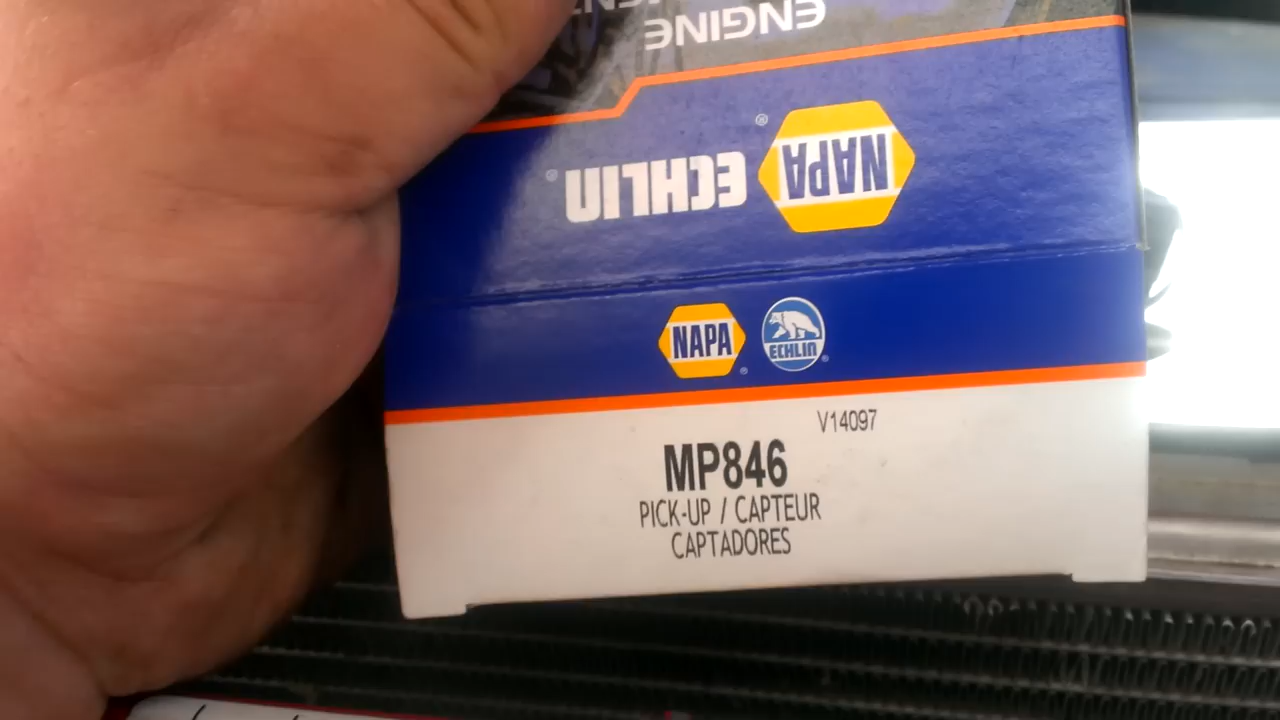 ENGINE
NAPA ECHLIN
NAPA ECHLIN
V14097
MP846
PICK-UP / CAPTEUR
CAPTADORES